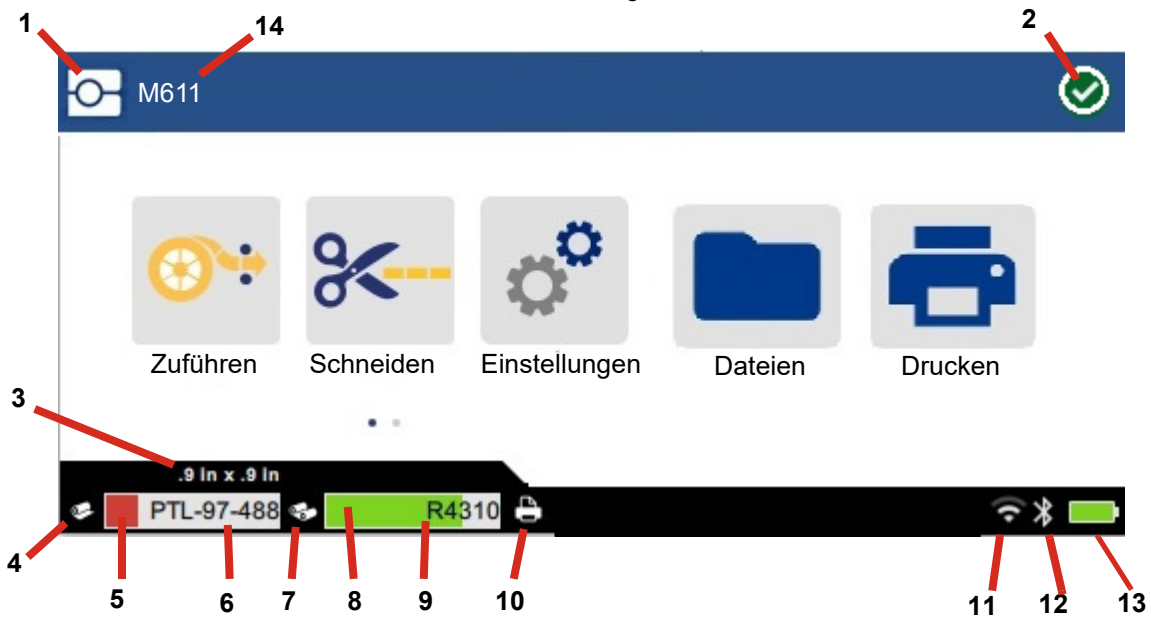 1 14 2
M611
Zuführen Schneiden Einstellungen Dateien Drucken
3
.9 in x .9 in
PTL-97-488 R4310
4 5 6 7 8 9 10 11 12 13